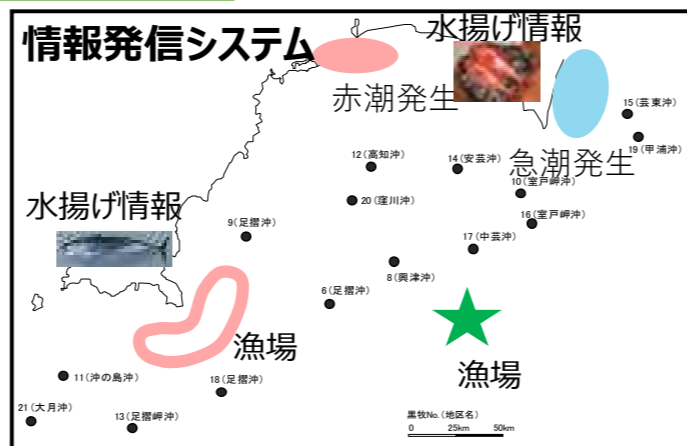 情報発信システム
水揚げ情報
赤潮発生
15(芸東沖)
19(甲浦沖)
12(高知沖)
14(安芸沖)
急潮発生
10(室戸岬沖)
水揚げ情報
20(窪川沖)
16(室戸岬沖)
9(足摺沖)
17(中芸沖)
8(興津沖)
6(足摺沖)
漁場
漁場
11(沖の島沖)
18(足摺沖)
21(大月沖)
13(足摺岬沖)
黒牧No.(地区名)
0 25km 50km